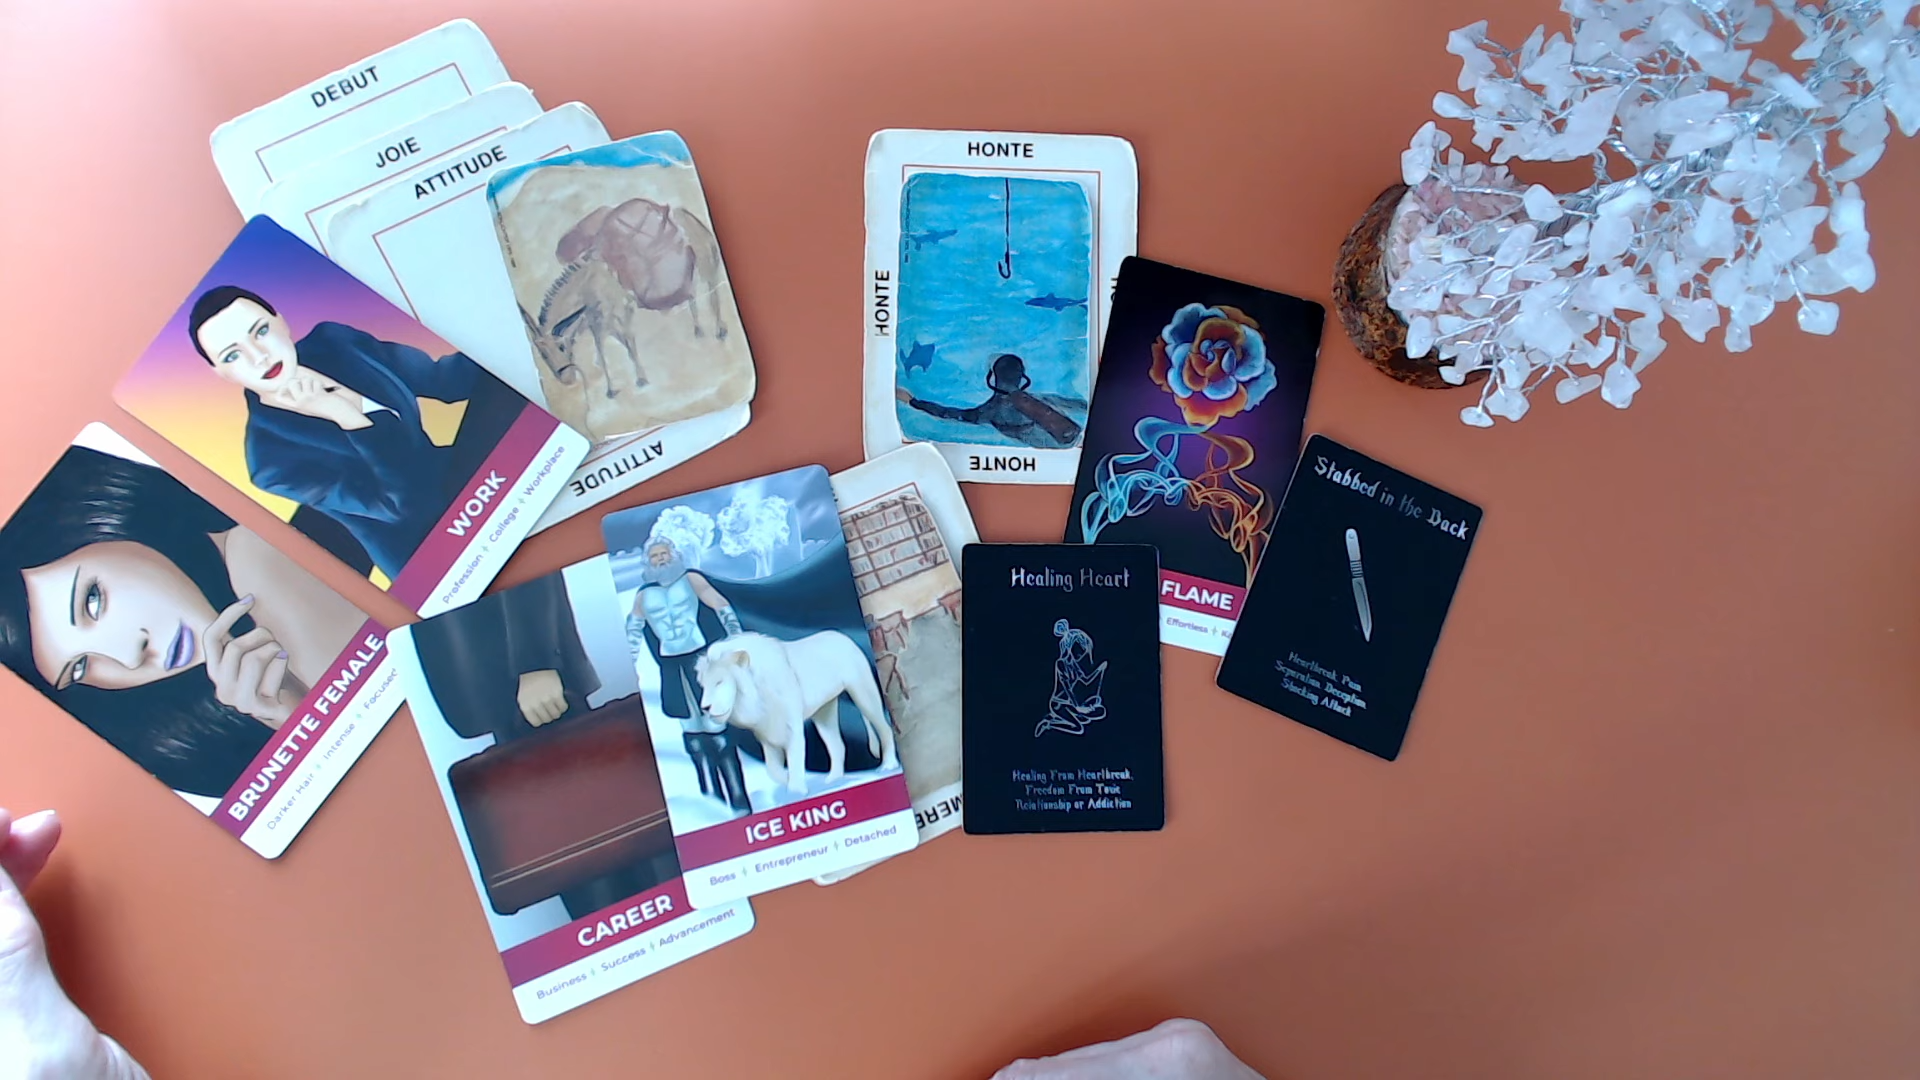 DEBUT
JOIE
ATTITUDE
ATTITUDE
HONTE
HONTE
HONTE
WORK
Profession College Workplace
BRUNETTE FEMALE
Darker Hair Intense Focused
CAREER
Business Success Advancement
ICE KING
Boss Entrepreneur Detached
Healing Heart
Healing From Heartbreak,
Freedom From Toxic
Relationship or Addiction
FLAME
Effortless
Stabbed in the Back
Heartbreak Pain
Separation Deception
Shocking Attack